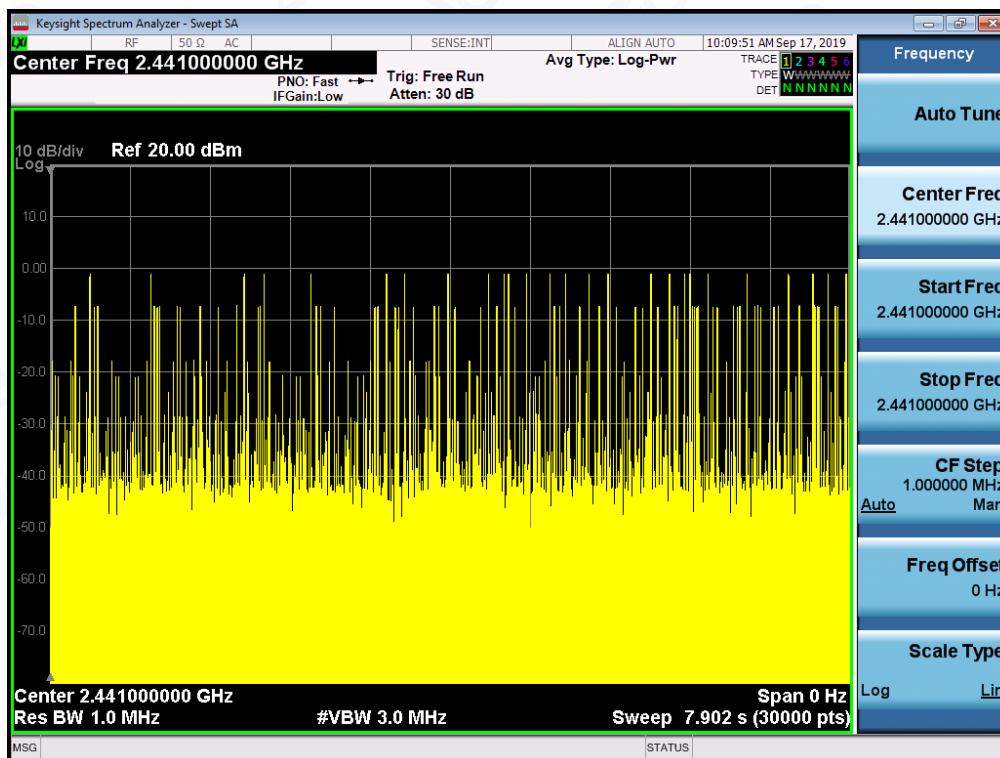 Keysight Spectrum Analyzer - Swept SA
LXI RF 50 Ω AC SENSE:INT ALIGN AUTO 10:09:51 AM Sep 17, 2019
Center Freq 2.441000000 GHz
PNO: Fast
IFGain:Low
Trig: Free Run
Atten: 30 dB
Avg Type: Log-Pwr
TRACE 1 2 3 4 5 6
TYPE WWWWWW
DET N N N N N N
10 dB/div Ref 20.00 dBm
Log
10.0
0.00
-10.0
-20.0
-30.0
-40.0
-50.0
-60.0
-70.0
Center 2.441000000 GHz Span 0 Hz
Res BW 1.0 MHz #VBW 3.0 MHz Sweep 7.902 s (30000 pts)
MSG STATUS
Frequency
Auto Tune
Center Freq
2.441000000 GHz
Start Freq
2.441000000 GHz
Stop Freq
2.441000000 GHz
CF Step
1.000000 MHz
Auto Man
Freq Offset
0 Hz
Scale Type
Log Lin